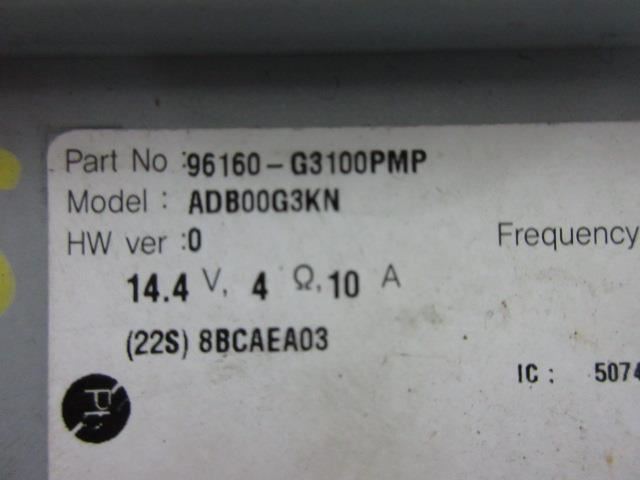 Part No :96160-G3100PMP
Model : ADB00G3KN
HW ver :0
Frequency
14.4 V, 4 Ω, 10 A
(22S) 8BCAEA03
IC : 5074